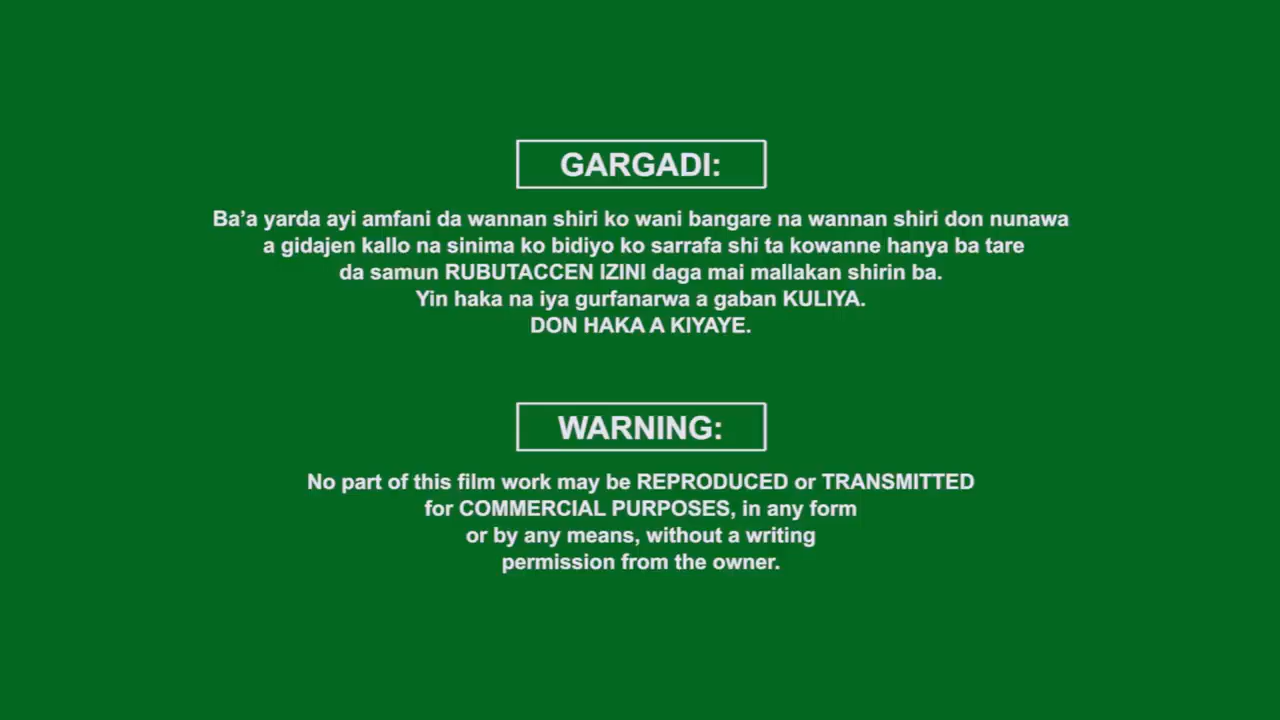 GARGADI:
Ba’a yarda ayi amfani da wannan shiri ko wani bangare na wannan shiri don nunawa
a gidajen kallo na sinima ko bidiyo ko sarrafa shi ta kowanne hanya ba tare
da samun RUBUTACCEN IZINI daga mai mallakan shirin ba.
Yin haka na iya gurfanarwa a gaban KULIYA.
DON HAKA A KIYAYE.
WARNING:
No part of this film work may be REPRODUCED or TRANSMITTED
for COMMERCIAL PURPOSES, in any form
or by any means, without a writing
permission from the owner.